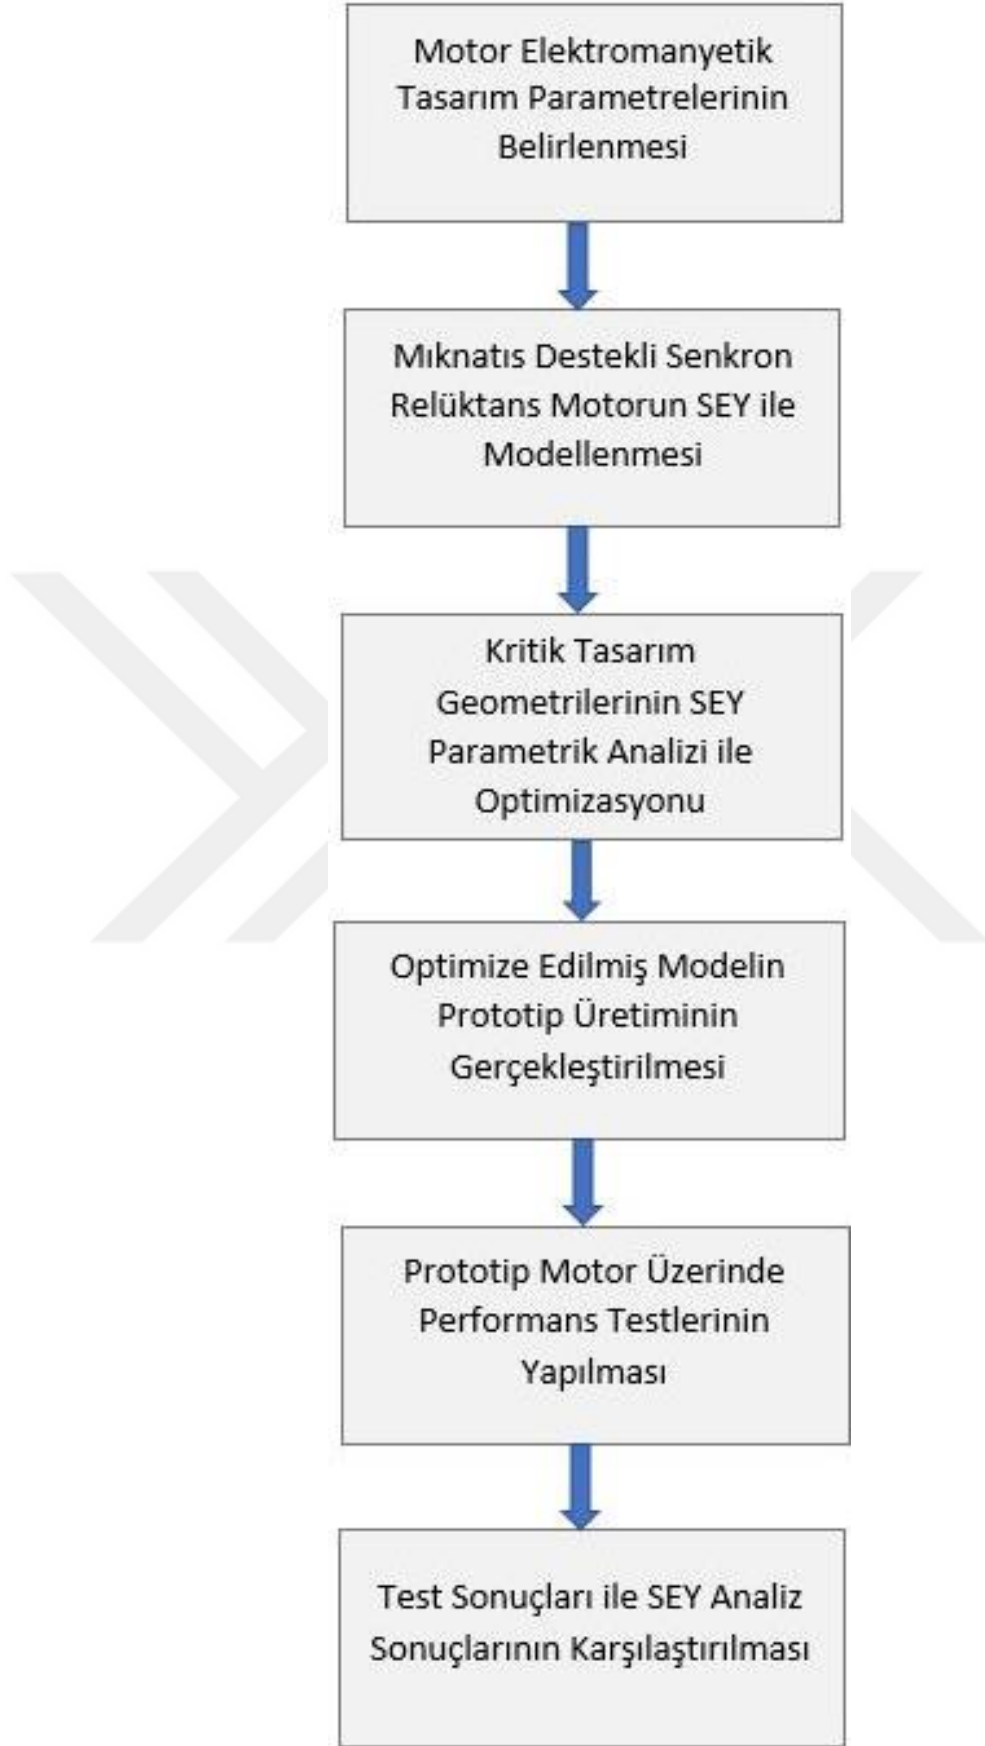 Motor Elektromanyetik
Tasarım Parametrelerinin
Belirlenmesi
Mıknatıs Destekli Senkron
Relüktans Motorun SEY ile
Modellenmesi
Kritik Tasarım
Geometrilerinin SEY
Parametrik Analizi ile
Optimizasyonu
Optimize Edilmiş Modelin
Prototip Üretiminin
Gerçekleştirilmesi
Prototip Motor Üzerinde
Performans Testlerinin
Yapılması
Test Sonuçları ile SEY Analiz
Sonuçlarının Karşılaştırılması